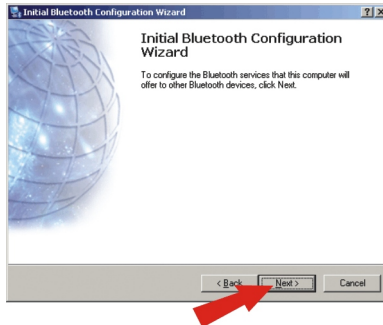 Initial Bluetooth Configuration Wizard
Initial Bluetooth Configuration
Wizard
To configure the Bluetooth services that this computer will
offer to other Bluetooth devices, click Next.
< Back Next > Cancel